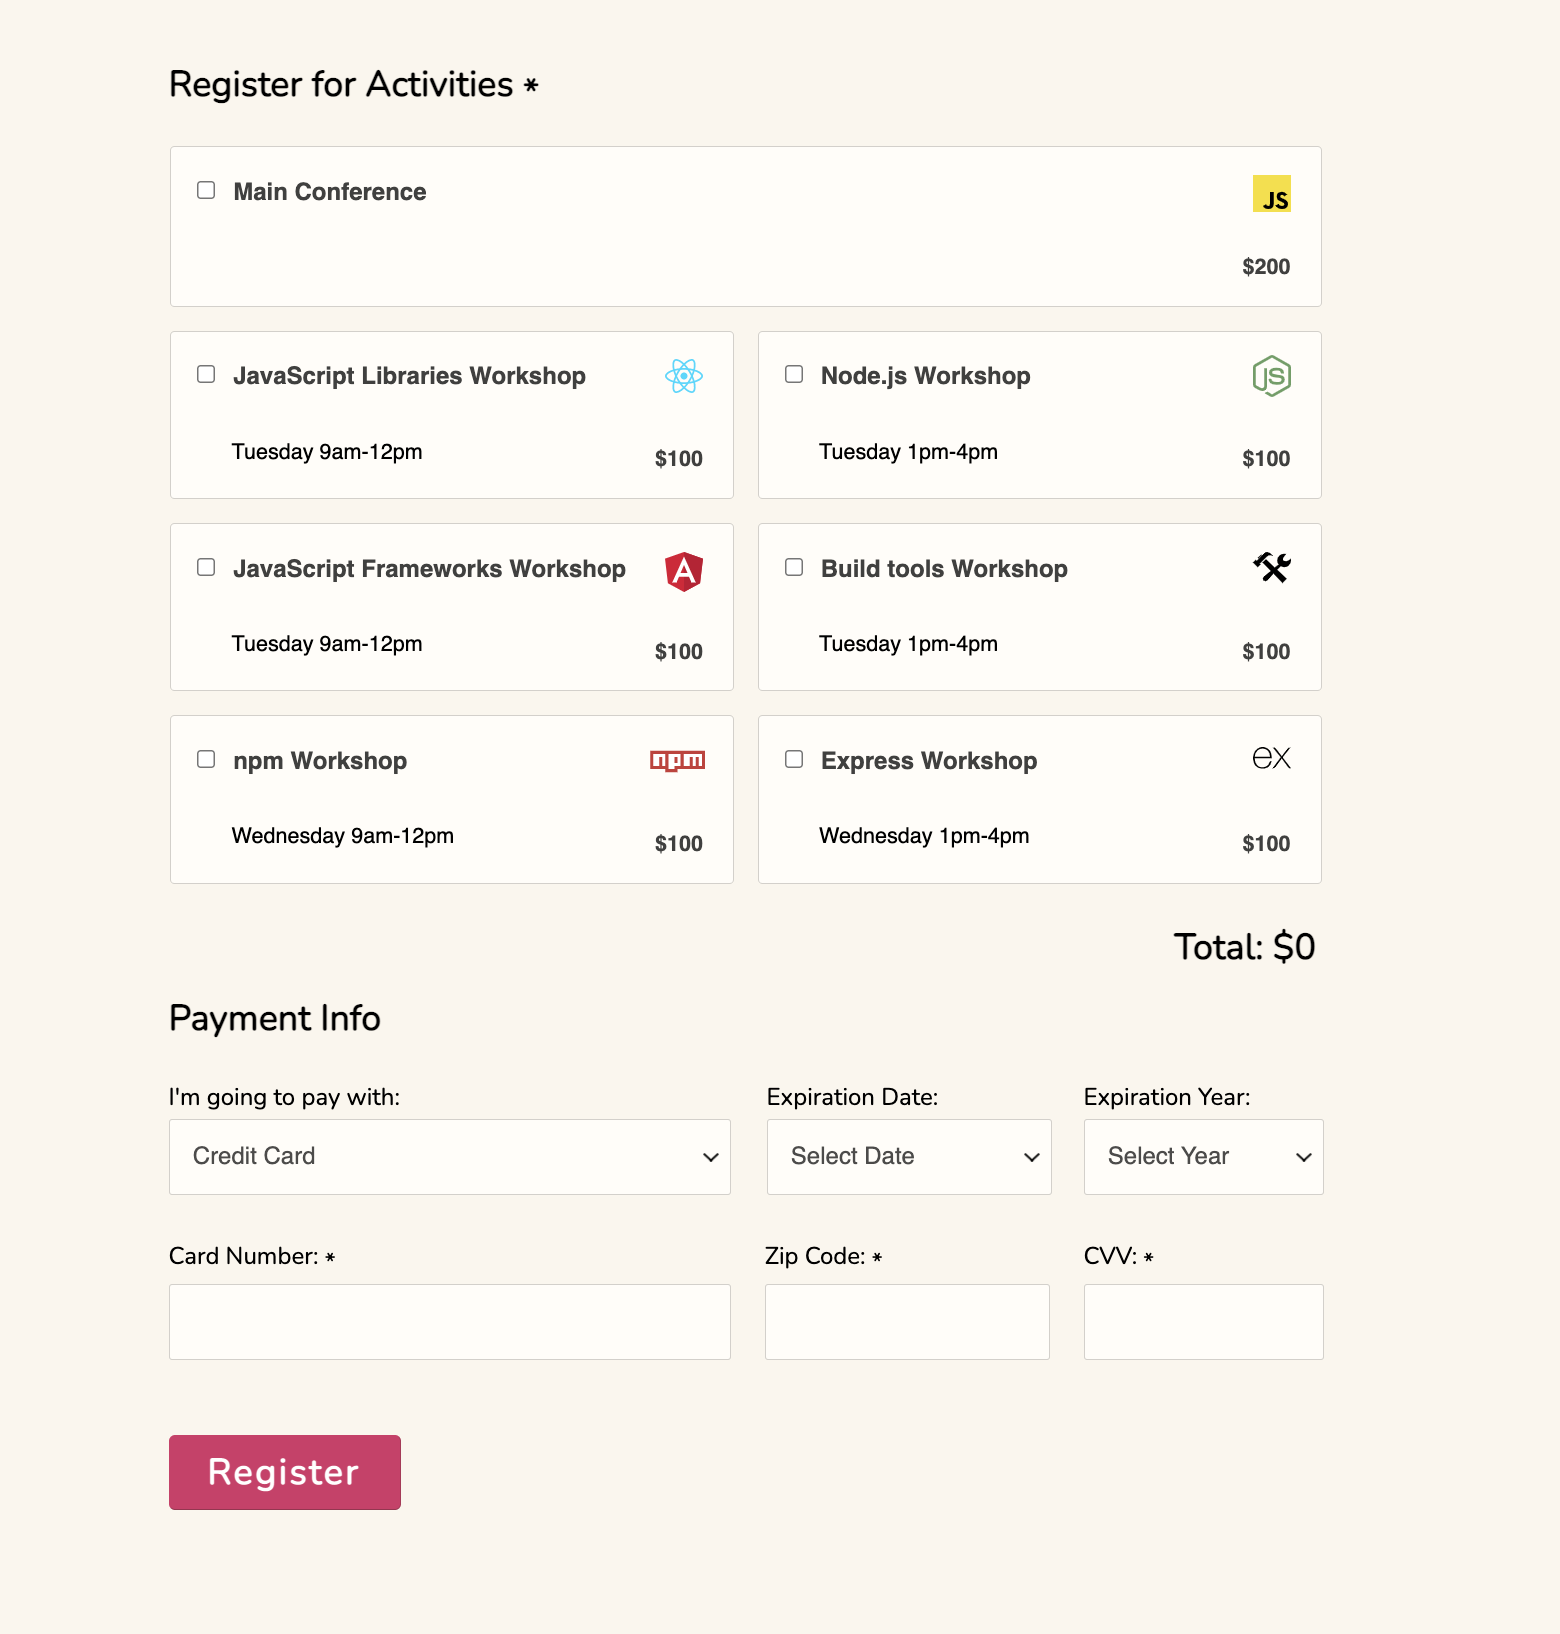 Register for Activities *
Main Conference
JS
$200
JavaScript Libraries Workshop
Tuesday 9am-12pm
$100
Node.js Workshop
JS
Tuesday 1pm-4pm
$100
JavaScript Frameworks Workshop
A
Tuesday 9am-12pm
$100
Build tools Workshop
Tuesday 1pm-4pm
$100
npm Workshop
npm
Wednesday 9am-12pm
$100
Express Workshop
ex
Wednesday 1pm-4pm
$100
Total: $0
Payment Info
I'm going to pay with:
Credit Card
Expiration Date:
Select Date
Expiration Year:
Select Year
Card Number: *
Zip Code: *
CVV: *
Register